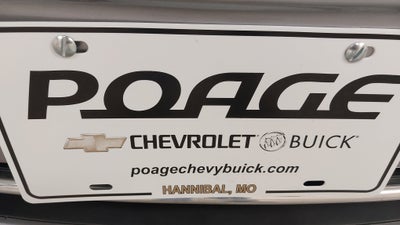 POAGE
CHEVROLET BUICK
poagechevybuick.com
HANNIBAL, MO